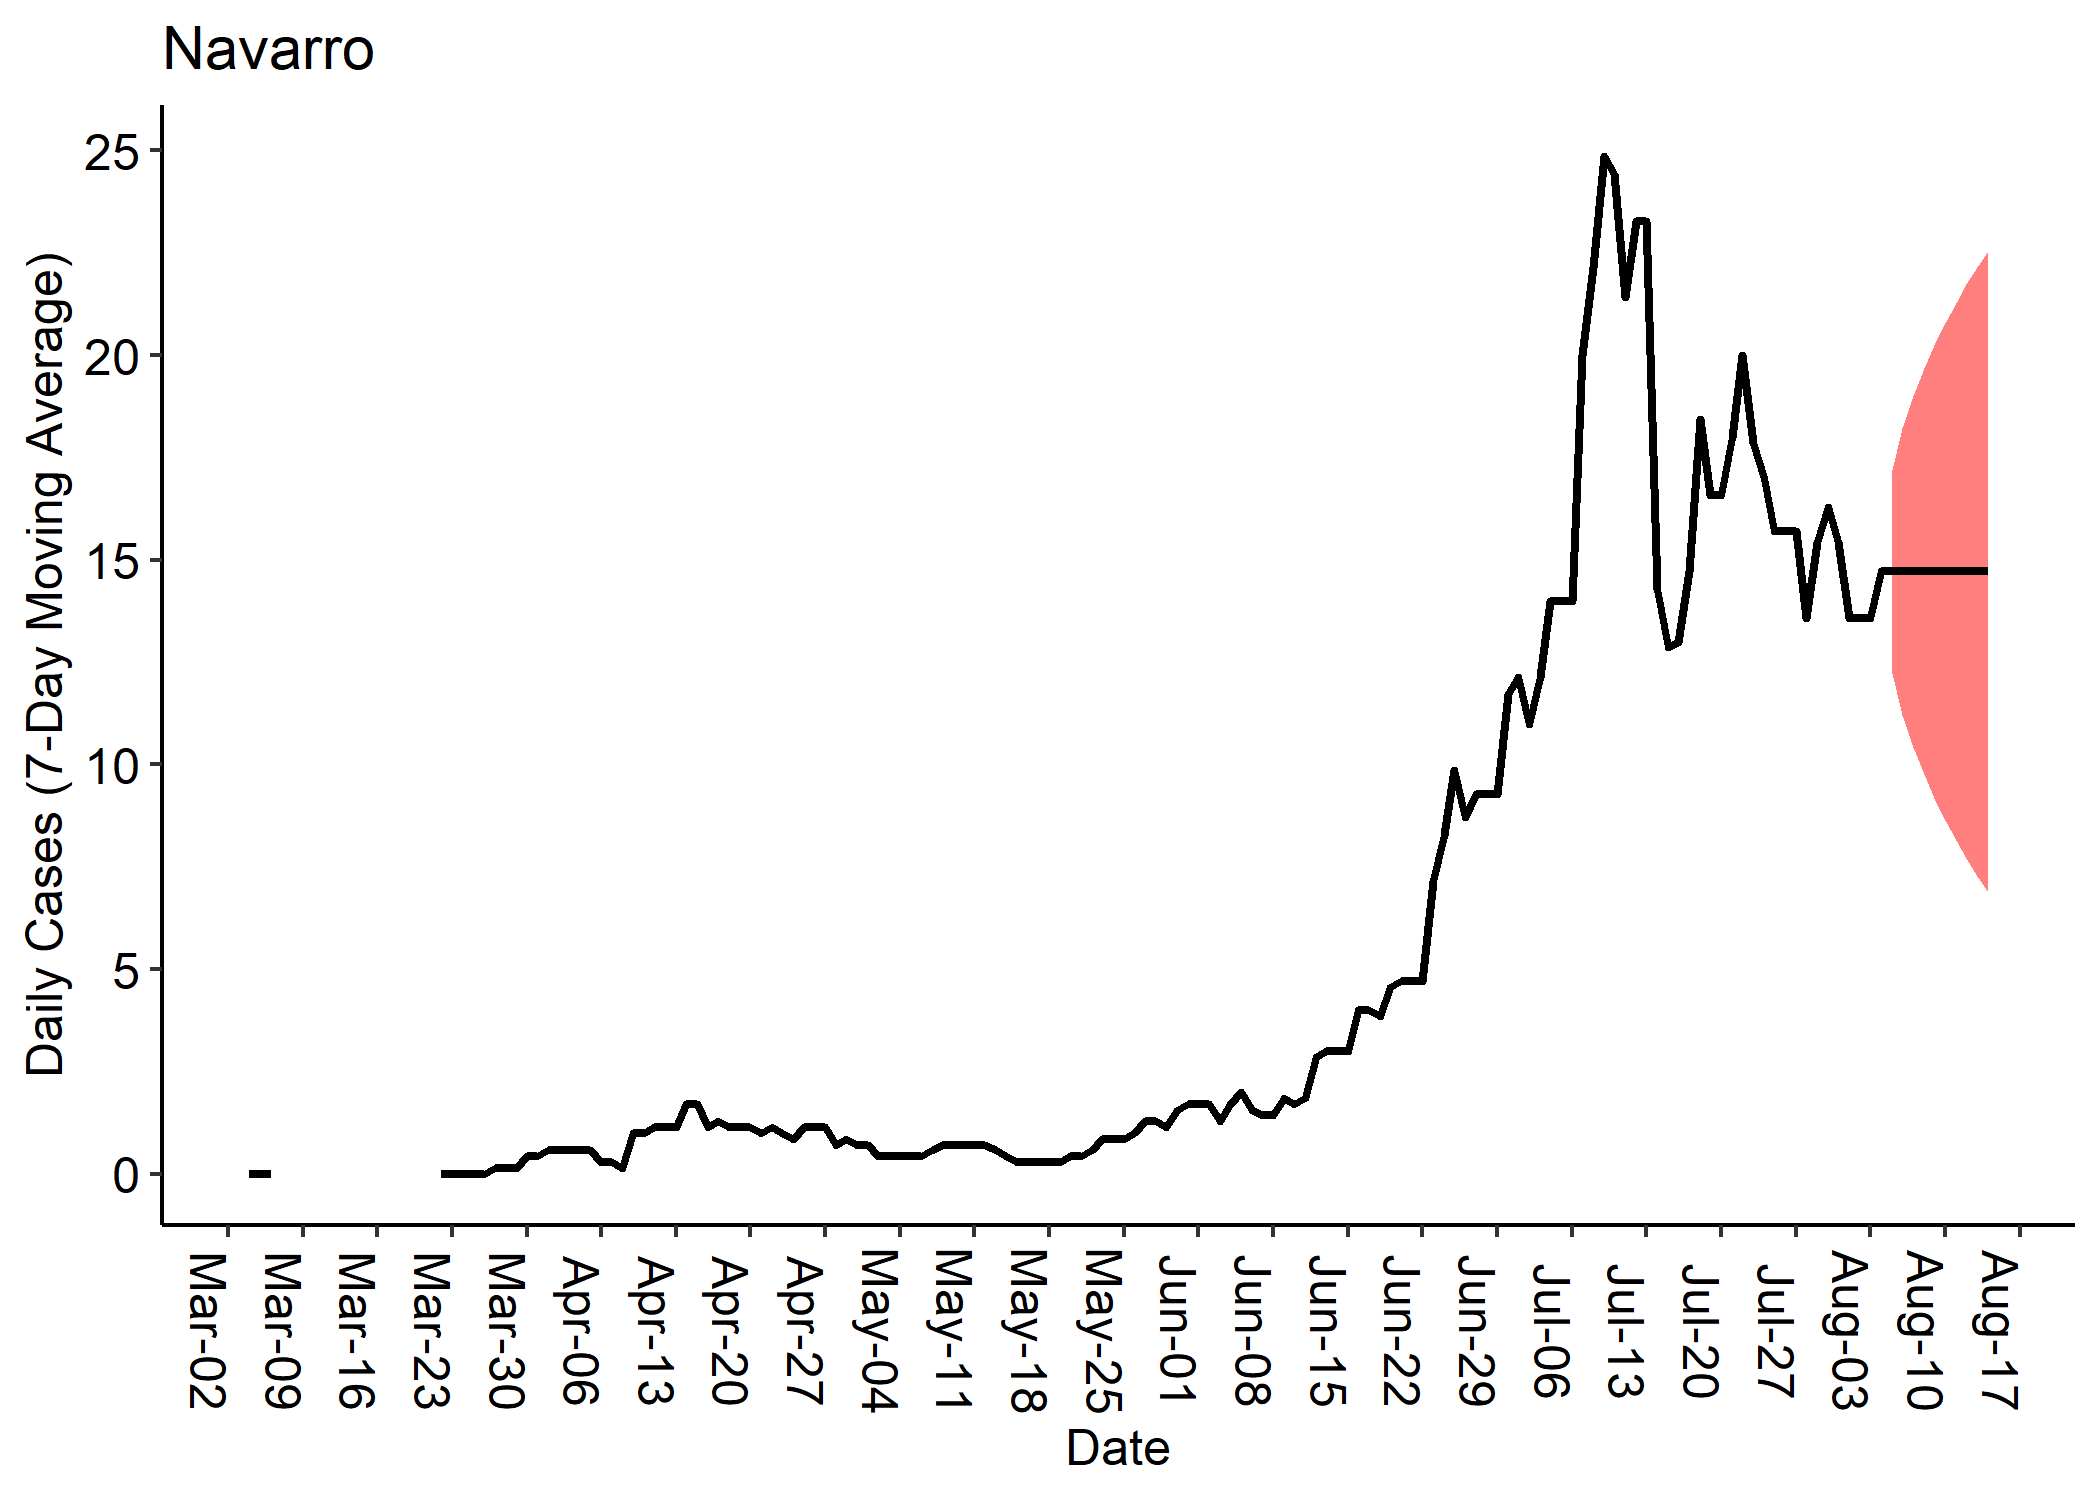 Navarro
Daily Cases (7-Day Moving Average)
25
20
15
10
5
0
Mar-02
Mar-09
Mar-16
Mar-23
Mar-30
Apr-06
Apr-13
Apr-20
Apr-27
May-04
May-11
May-18
May-25
Jun-01
Jun-08
Jun-15
Jun-22
Jun-29
Jul-06
Jul-13
Jul-20
Jul-27
Aug-03
Aug-10
Aug-17
Date